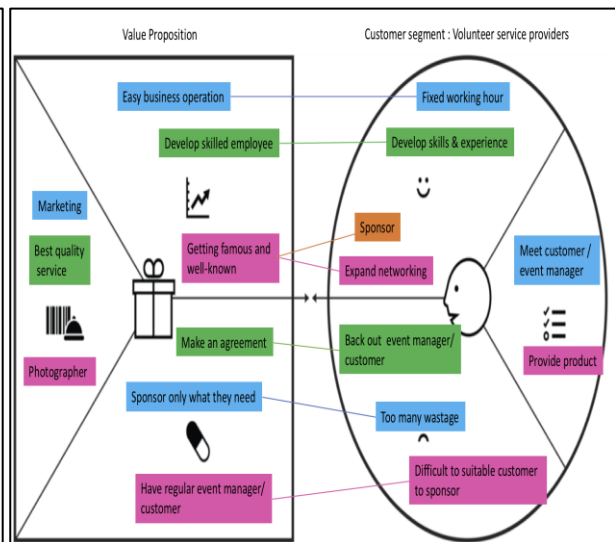 Value Proposition
Customer segment : Volunteer service providers
Easy business operation
Fixed working hour
Develop skilled employee
Develop skills & experience
Marketing
Best quality
service
Getting famous and
well-known
Sponsor
Expand networking
Meet customer /
event manager
Photographer
Make an agreement
Back out event manager/
customer
Provide product
Sponsor only what they need
Too many wastage
Have regular event manager/
customer
Difficult to suitable customer
to sponsor